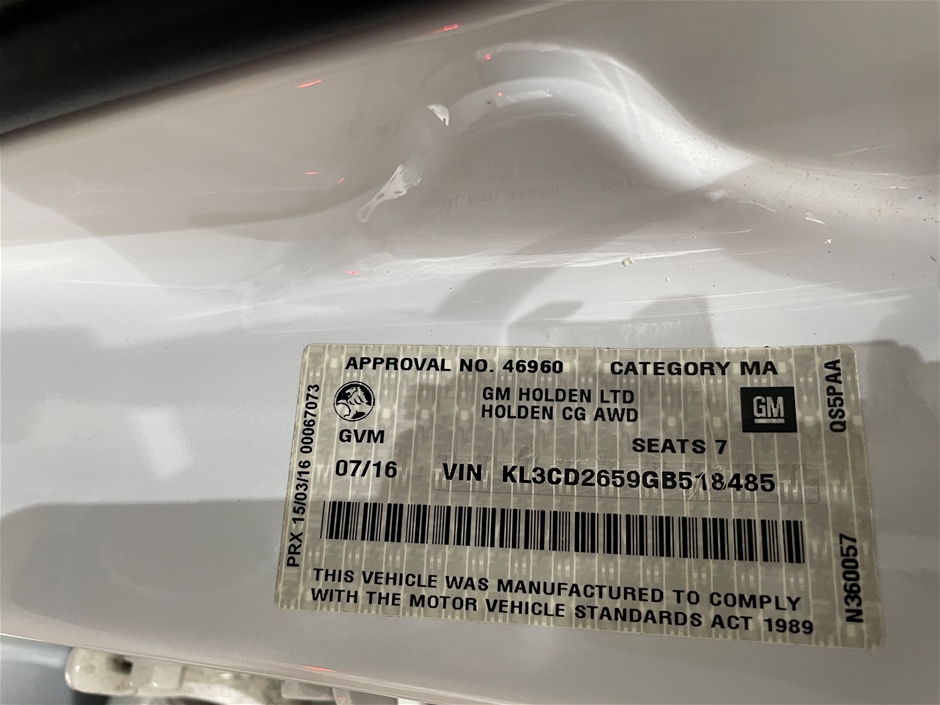 APPROVAL NO. 46960 CATEGORY MA
GM HOLDEN LTD
HOLDEN CG AWD
GM
GVM
SEATS 7
07/16 VIN KL3CD2659GB518485
THIS VEHICLE WAS MANUFACTURED TO COMPLY
WITH THE MOTOR VEHICLE STANDARDS ACT 1989
PRX 15/03/16 00067073
QS5PAA
N360057